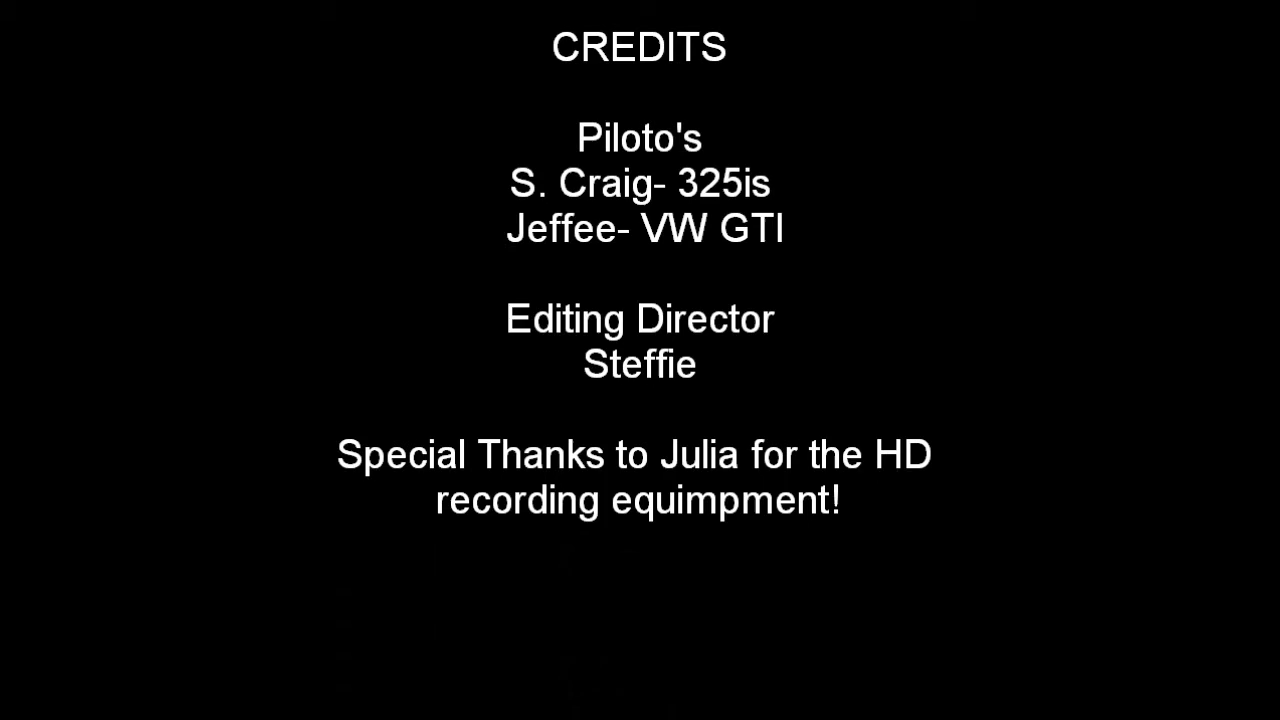 CREDITS
Piloto's
S. Craig- 325is
Jeffee- VW GTI
Editing Director
Steffie
Special Thanks to Julia for the HD
recording equimpment!